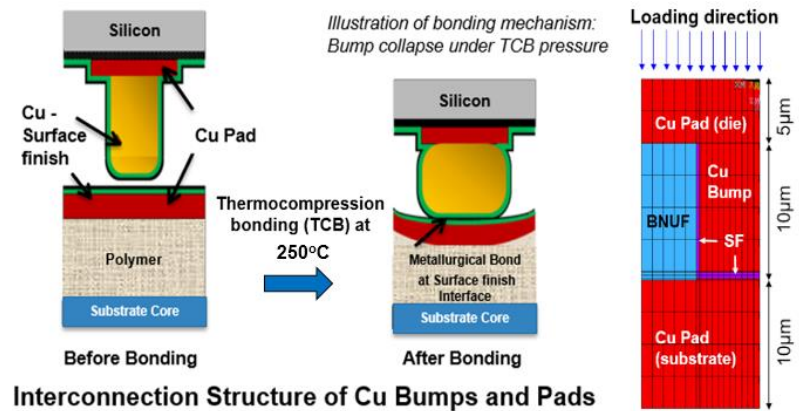 Silicon
Cu -
Surface
finish
Cu Pad
Polymer
Substrate Core
Before Bonding
Thermocompression
bonding (TCB) at
250°C
Illustration of bonding mechanism:
Bump collapse under TCB pressure
Silicon
Metallurgical Bond
at Surface finish
Interface
Substrate Core
After Bonding
Interconnection Structure of Cu Bumps and Pads
Loading direction
Cu Pad (die)
5μm
Cu
Bump
BNUF
SF
10μm
Cu Pad
(substrate)
10μm